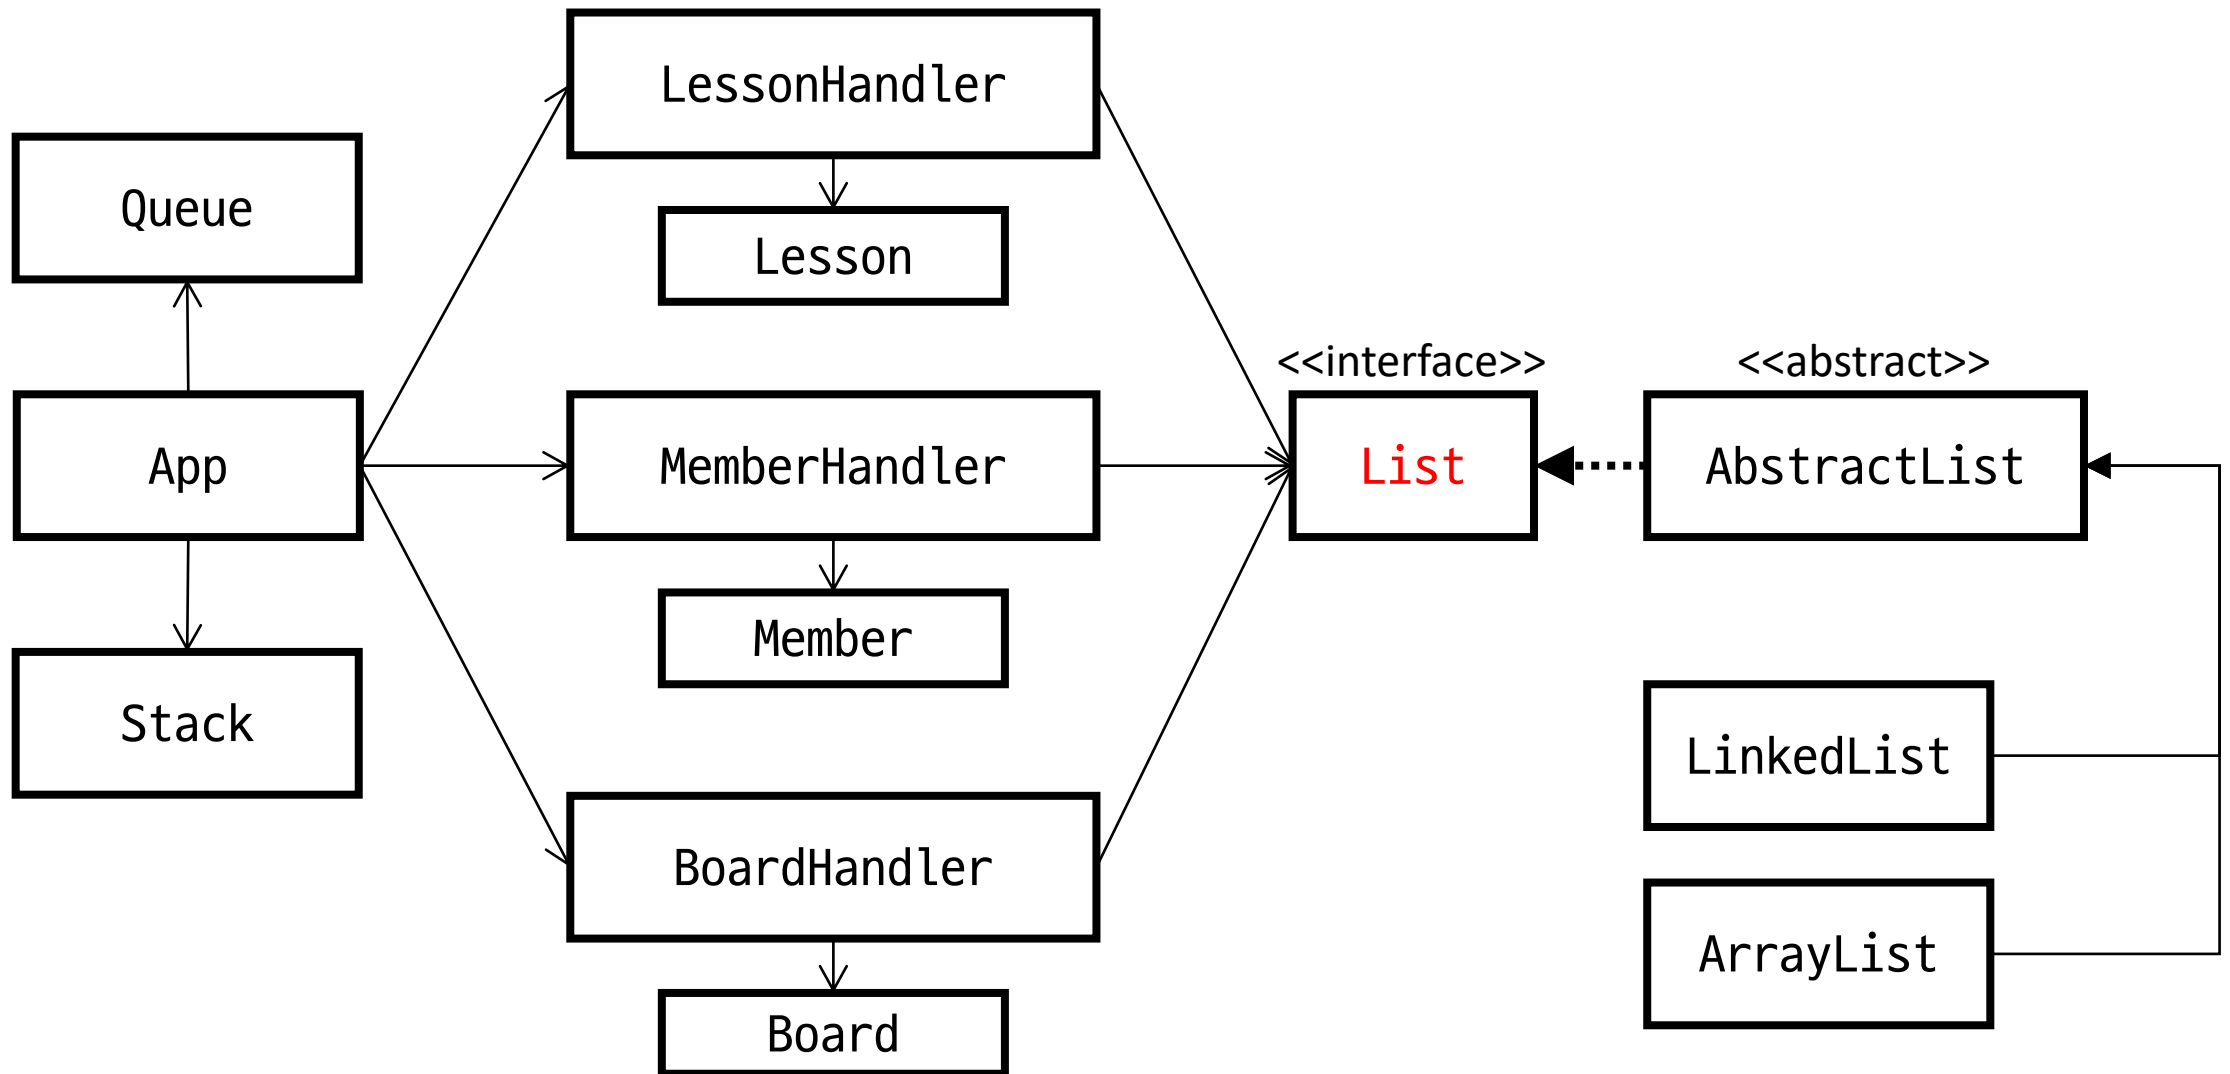 LessonHandler
Queue
Lesson
<<interface>>
<<abstract>>
App
MemberHandler
List
AbstractList
Member
Stack
LinkedList
BoardHandler
ArrayList
Board